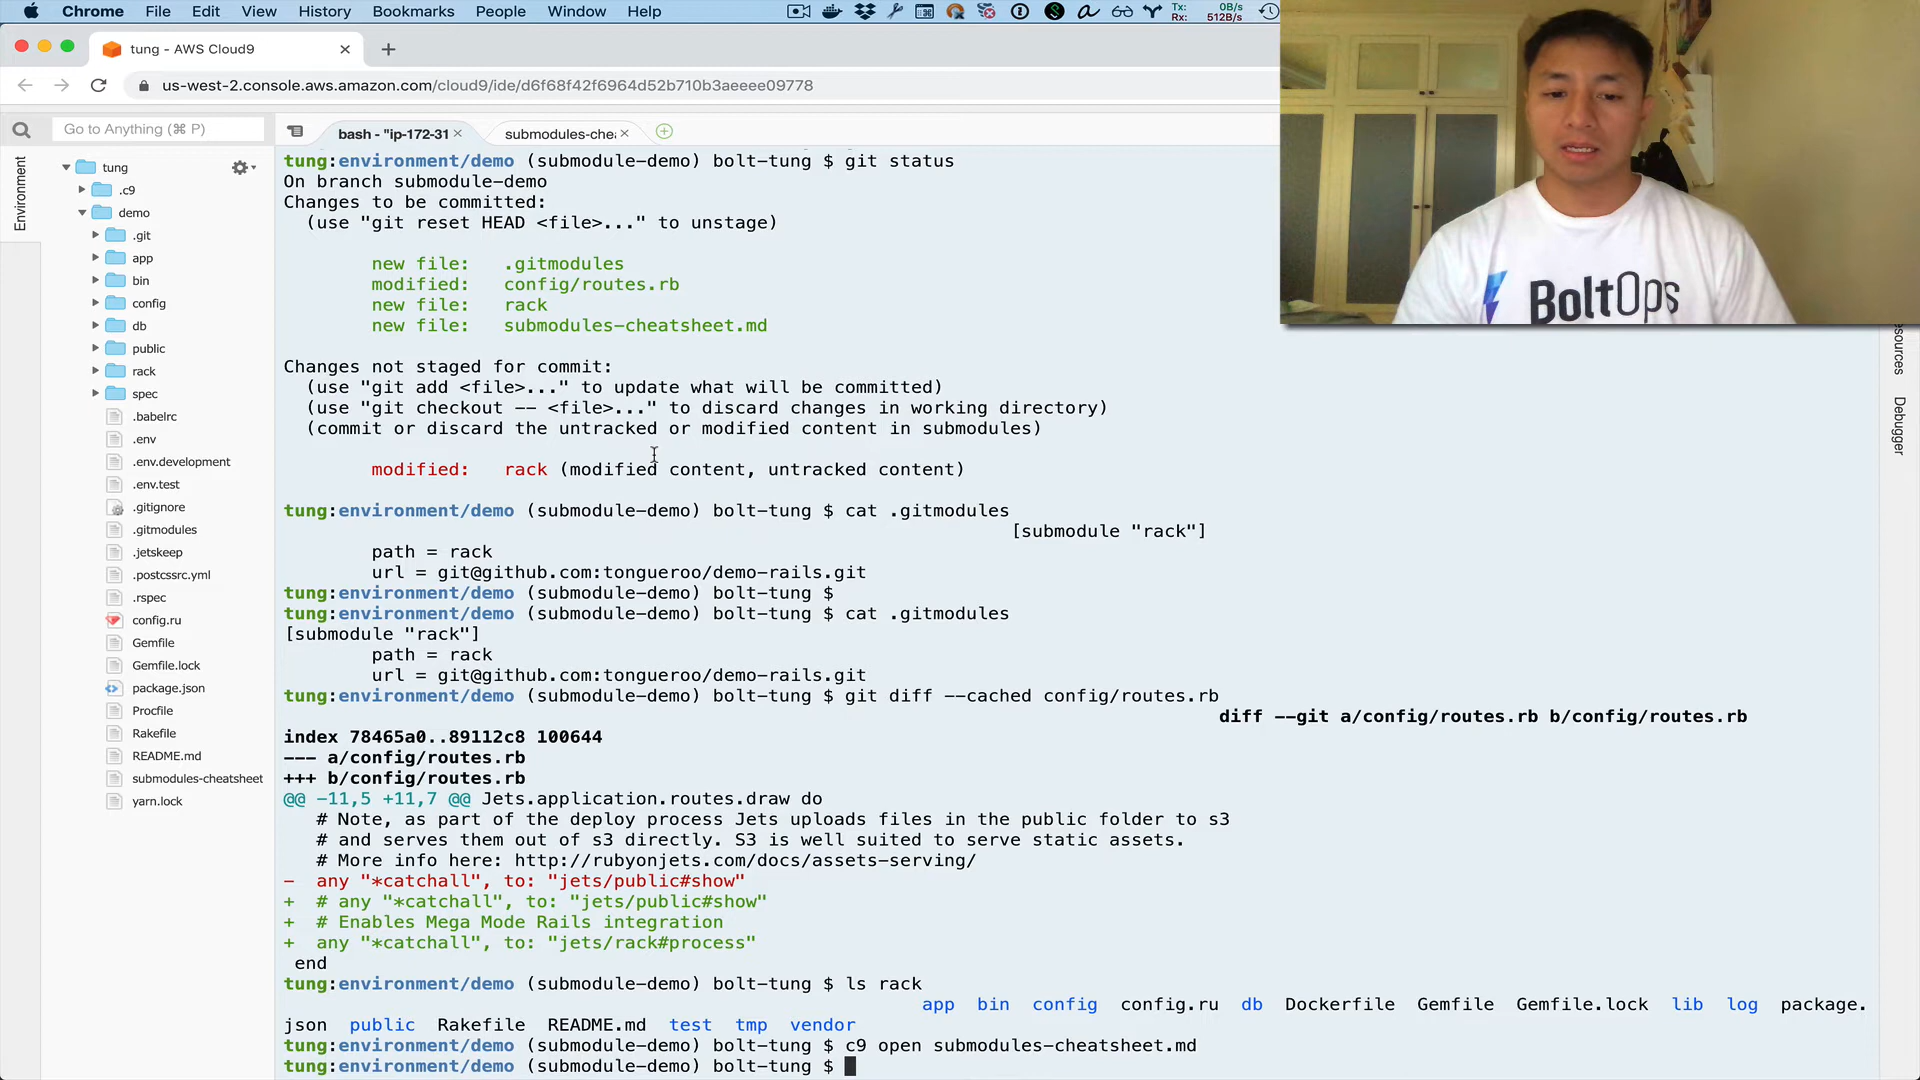 Chrome File Edit View History Bookmarks People Window Help
Tx: 0B/s
Rx: 512B/s
tung - AWS Cloud9
us-west-2.console.aws.amazon.com/cloud9/ide/d6f68f42f6964d52b710b3aeeee09778
Go to Anything (⌘ P)
bash - "ip-172-31
submodules-chea
Environment
tung
.c9
demo
.git
app
bin
config
db
public
rack
spec
.babelrc
.env
.env.development
.env.test
.gitignore
.gitmodules
.jetskeep
.postcssrc.yml
.rspec
config.ru
Gemfile
Gemfile.lock
package.json
Procfile
Rakefile
README.md
submodules-cheatsheet
yarn.lock
tung:environment/demo (submodule-demo) bolt-tung $ git status
On branch submodule-demo
Changes to be committed:
(use "git reset HEAD <file>..." to unstage)
new file: .gitmodules
modified: config/routes.rb
new file: rack
new file: submodules-cheatsheet.md
Changes not staged for commit:
(use "git add <file>..." to update what will be committed)
(use "git checkout -- <file>..." to discard changes in working directory)
(commit or discard the untracked or modified content in submodules)
modified: rack (modified content, untracked content)
tung:environment/demo (submodule-demo) bolt-tung $ cat .gitmodules
[submodule "rack"]
path = rack
url = git@github.com:tongueroo/demo-rails.git
tung:environment/demo (submodule-demo) bolt-tung $
tung:environment/demo (submodule-demo) bolt-tung $ cat .gitmodules
[submodule "rack"]
path = rack
url = git@github.com:tongueroo/demo-rails.git
tung:environment/demo (submodule-demo) bolt-tung $ git diff --cached config/routes.rb
diff --git a/config/routes.rb b/config/routes.rb
index 78465a0..89112c8 100644
--- a/config/routes.rb
+++ b/config/routes.rb
@@ -11,5 +11,7 @@ Jets.application.routes.draw do
# Note, as part of the deploy process Jets uploads files in the public folder to s3
# and serves them out of s3 directly. S3 is well suited to serve static assets.
# More info here: http://rubyonjets.com/docs/assets-serving/
- any "*catchall", to: "jets/public#show"
+ # any "*catchall", to: "jets/public#show"
+ # Enables Mega Mode Rails integration
+ any "*catchall", to: "jets/rack#process"
end
tung:environment/demo (submodule-demo) bolt-tung $ ls rack
app bin config config.ru db Dockerfile Gemfile Gemfile.lock lib log package.
json public Rakefile README.md test tmp vendor
tung:environment/demo (submodule-demo) bolt-tung $ c9 open submodules-cheatsheet.md
tung:environment/demo (submodule-demo) bolt-tung $
BoltOps
sources
Debugger